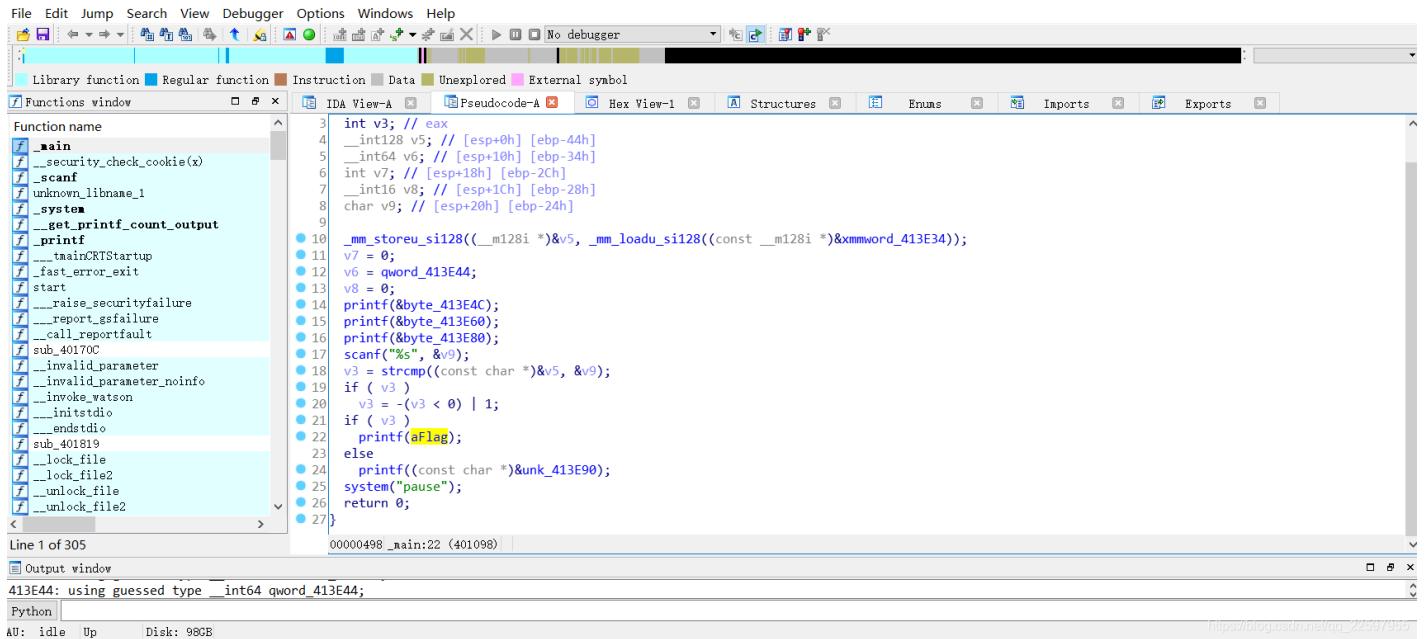 File Edit Jump Search View Debugger Options Windows Help
No debugger
Library function Regular function Instruction Data Unexplored External symbol
Functions window
IDA View-A Pseudocode-A Hex View-1 Structures Enums Imports Exports
Function name
_main
__security_check_cookie(x)
_scanf
unknown_libname_1
_system
__get_printf_count_output
_printf
___tmainCRTStartup
_fast_error_exit
start
___raise_securityfailure
___report_gsfailure
__call_reportfault
sub_40170C
__invalid_parameter
__invalid_parameter_noinfo
__invoke_watson
___initstdio
___endstdio
sub_401819
__lock_file
__lock_file2
__unlock_file
__unlock_file2
Line 1 of 305
3 int v3; // eax
4 __int128 v5; // [esp+0h] [ebp-44h]
5 __int64 v6; // [esp+10h] [ebp-34h]
6 int v7; // [esp+18h] [ebp-2Ch]
7 __int16 v8; // [esp+1Ch] [ebp-28h]
8 char v9; // [esp+20h] [ebp-24h]
9
10 _mm_storeu_si128((__m128i *)&v5, _mm_loadu_si128((const __m128i *)&xmmword_413E34));
11 v7 = 0;
12 v6 = qword_413E44;
13 v8 = 0;
14 printf(&byte_413E4C);
15 printf(&byte_413E60);
16 printf(&byte_413E80);
17 scanf("%s", &v9);
18 v3 = strcmp((const char *)&v5, &v9);
19 if ( v3 )
20 v3 = -(v3 < 0) | 1;
21 if ( v3 )
22 printf(aFlag);
23 else
24 printf((const char *)&unk_413E90);
25 system("pause");
26 return 0;
27 }
00000498 _main:22 (401098)
Output window
413E44: using guessed type __int64 qword_413E44;
Python
AU: idle Up Disk: 98GB